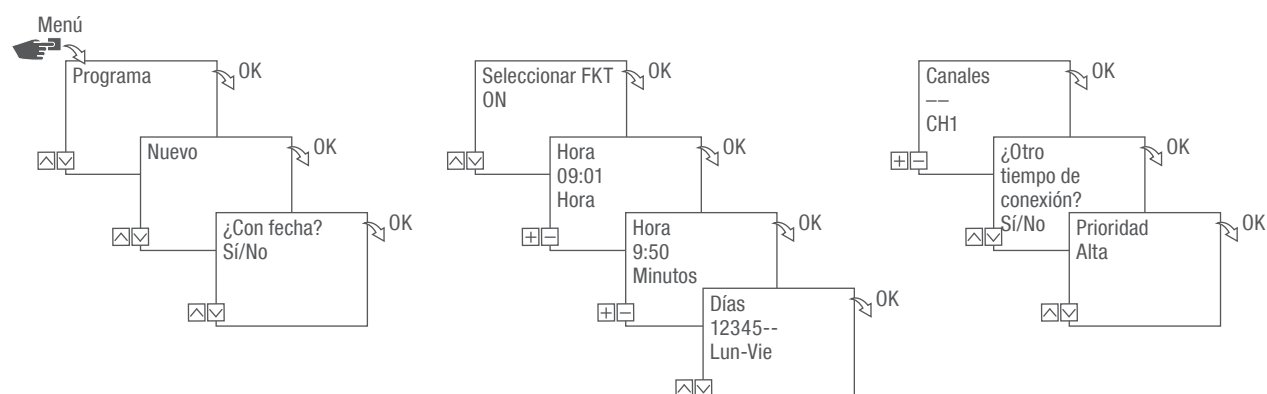 Menú
Programa
OK
Nuevo
OK
¿Con fecha?
Sí/No
OK
Seleccionar FKT
ON
OK
Hora
09:01
Hora
OK
Hora
9:50
Minutos
OK
Días
12345--
Lun-Vie
OK
Canales
––
CH1
OK
¿Otro
tiempo de
conexión?
Sí/No
OK
Prioridad
Alta
OK